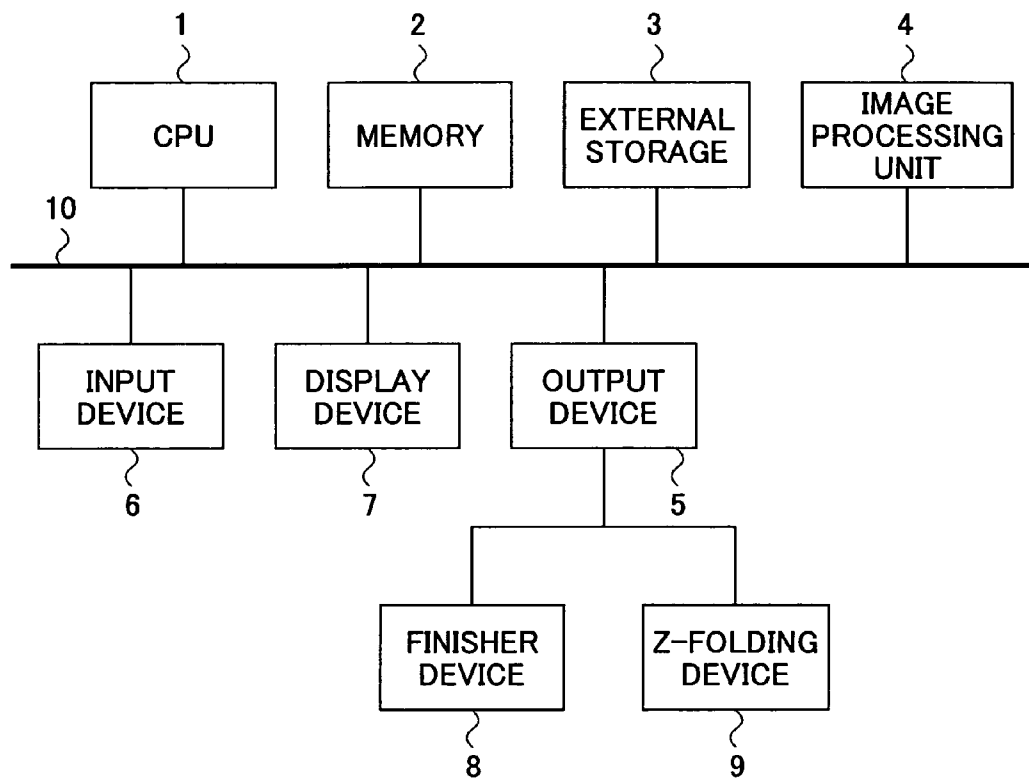 1
2
3
4
CPU
MEMORY
EXTERNAL
STORAGE
IMAGE
PROCESSING
UNIT
10
INPUT
DEVICE
DISPLAY
DEVICE
OUTPUT
DEVICE
6
7
5
FINISHER
DEVICE
Z-FOLDING
DEVICE
8
9